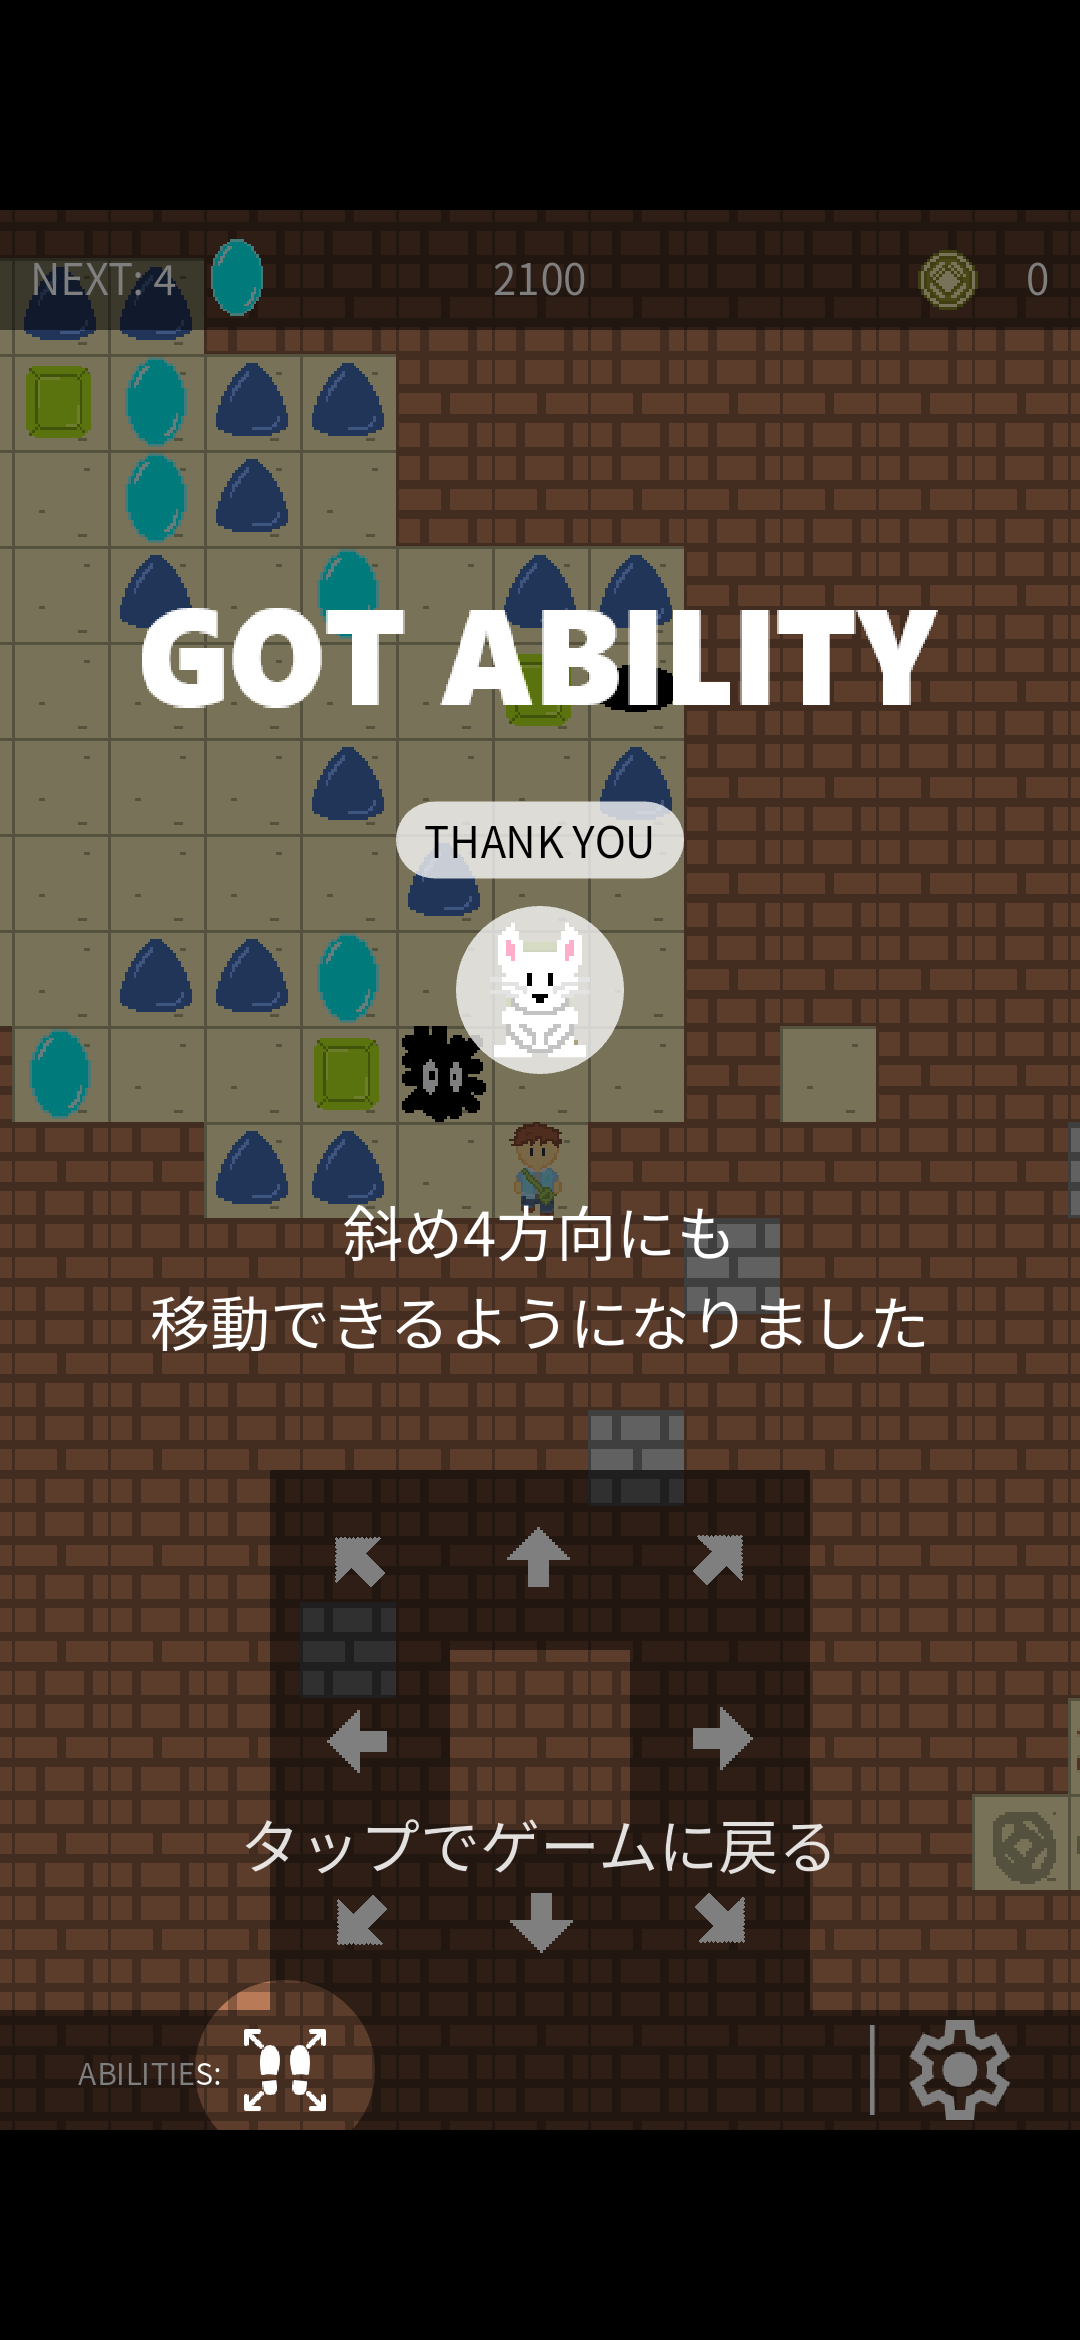 NEXT: 4
2100
0
GOT ABILITY
THANK YOU
斜め4方向にも
移動できるようになりました
タップでゲームに戻る
ABILITIES: